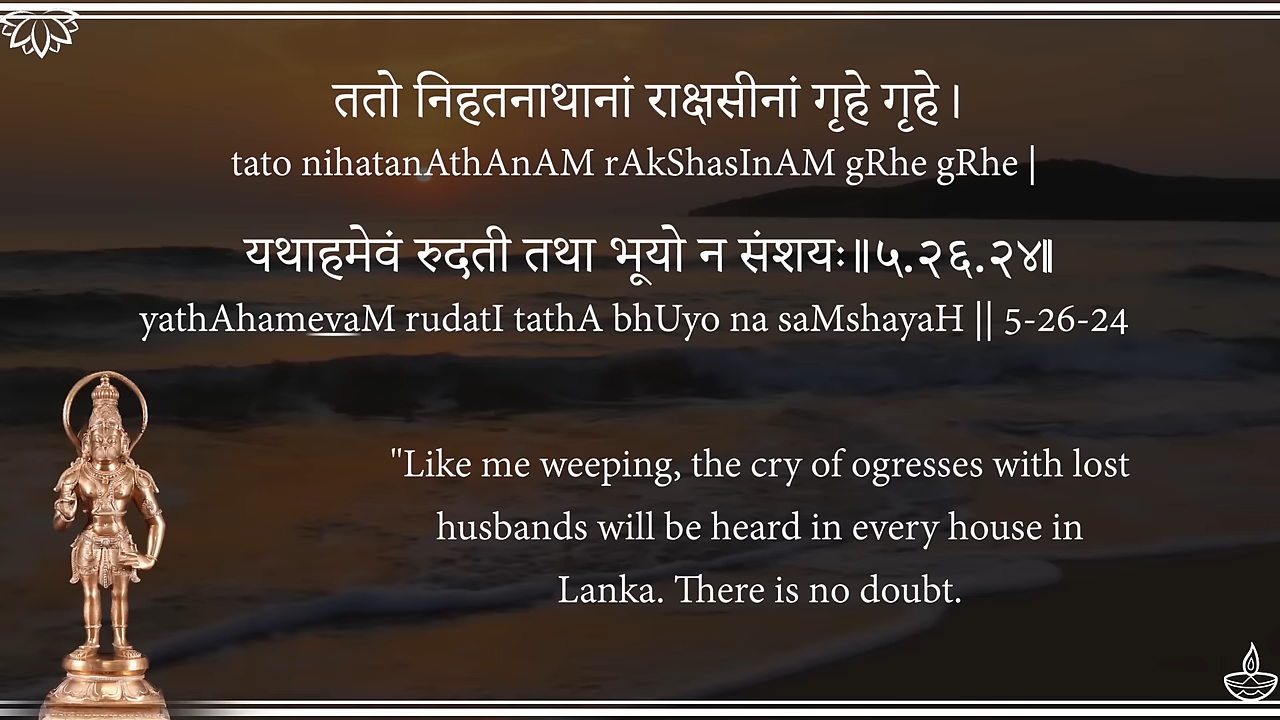 ततो निहतनाथानां राक्षसीनां गृहे गृहे ।
tato nihatanAthAnAM rAkShasInAM gRhe gRhe |
यथाहमेवं रुदती तथा भूयो न संशयः॥५.२६.२४॥
yathAhamevaM rudatI tathA bhUyo na saMshayaH || 5-26-24
"Like me weeping, the cry of ogresses with lost
husbands will be heard in every house in
Lanka. There is no doubt.